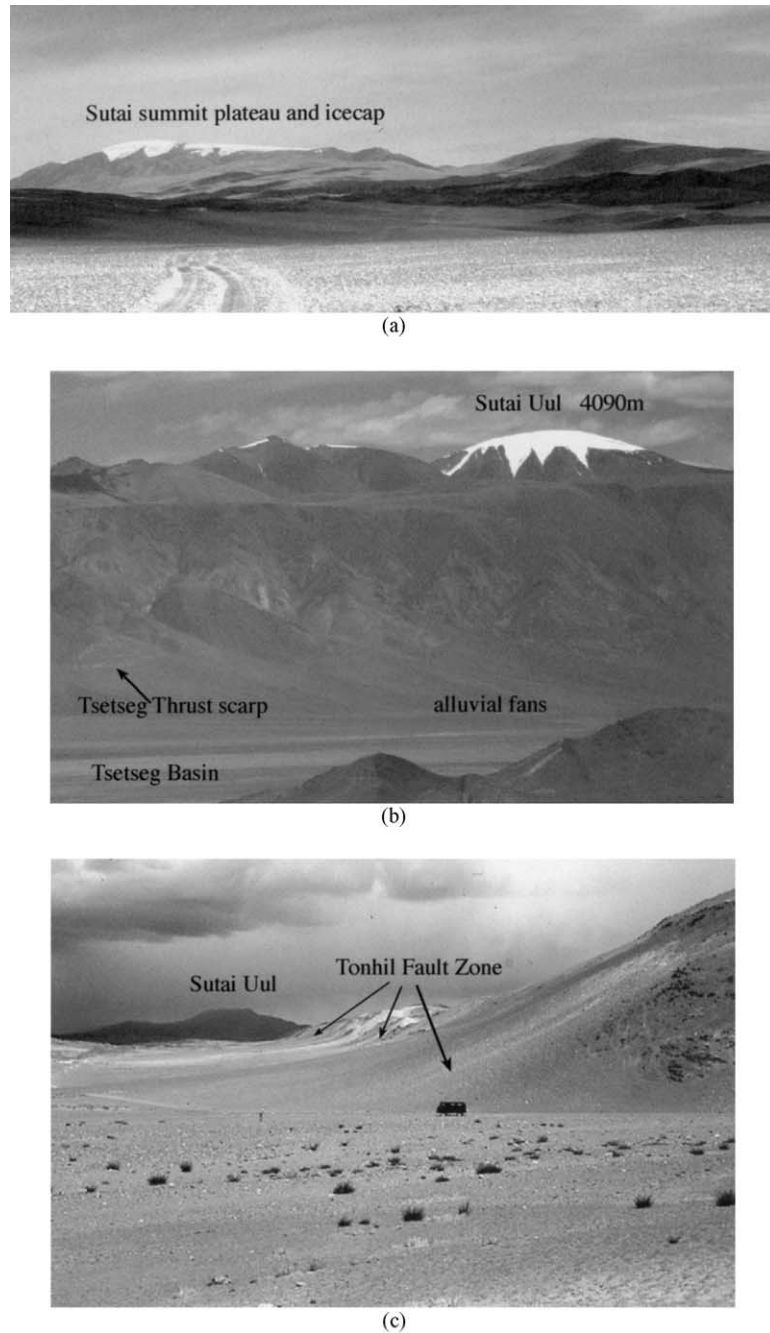 Sutai summit plateau and icecap
(a)
Sutai Uul 4090m
Tsetseg Thrust scarp
alluvial fans
Tsetseg Basin
(b)
Tonhil Fault Zone
Sutai Uul
(c)